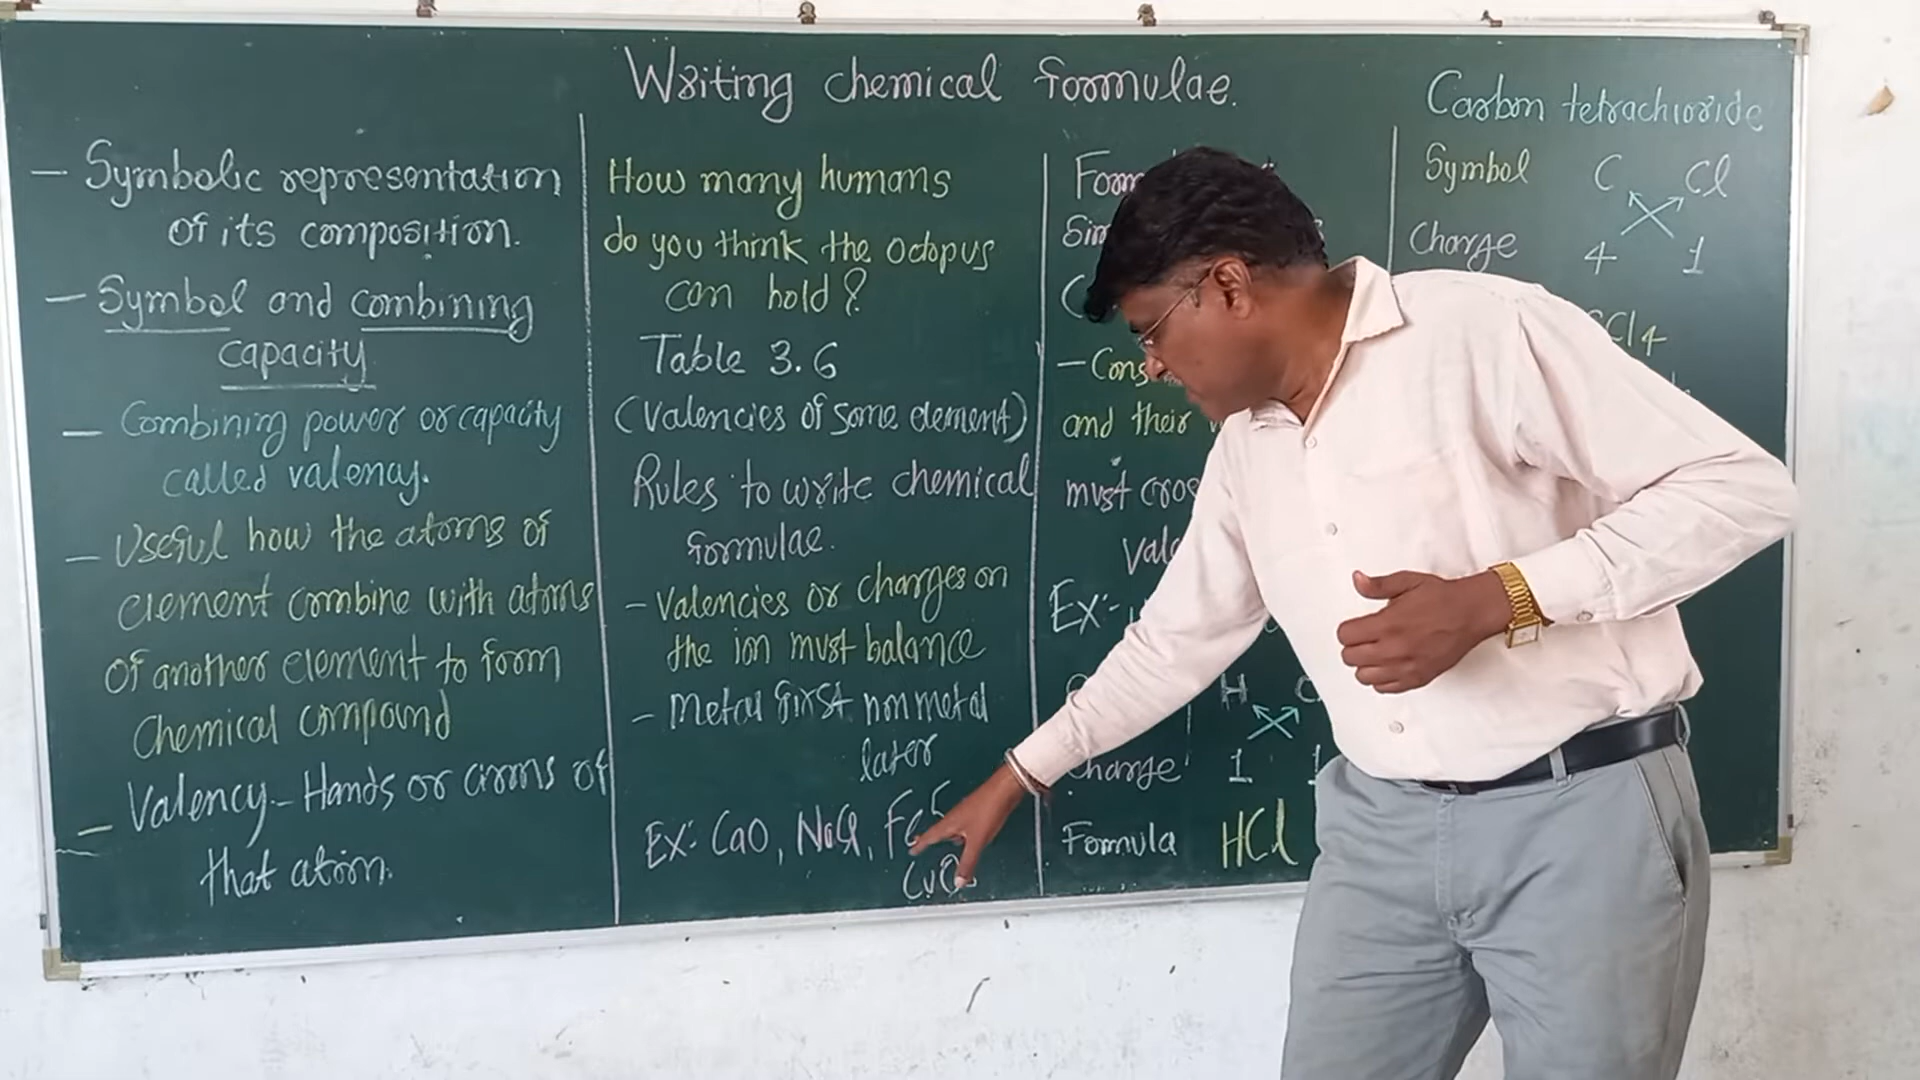 Writing chemical formulae.
- Symbolic representation
of its composition.
- Symbol and combining
capacity
- Combining power or capacity
called valency.
- Useful how the atoms of
element combine with atoms
of another element to form
Chemical compound
- Valency - Hands or arms of
that atom.
How many humans
do you think the octopus
can hold?
Table 3.6
(Valencies of some element)
Rules to write chemical
formulae.
- Valencies or charges on
the ion must balance
- Metal first nonmetal
later
Ex: CaO, NaCl, FeS
CuO
- Cons
and their
must cros
Ex:-
H
Charge 1 1
Formula HCl
Carbon tetrachloride
Symbol C Cl
Charge 4 1
CCl4